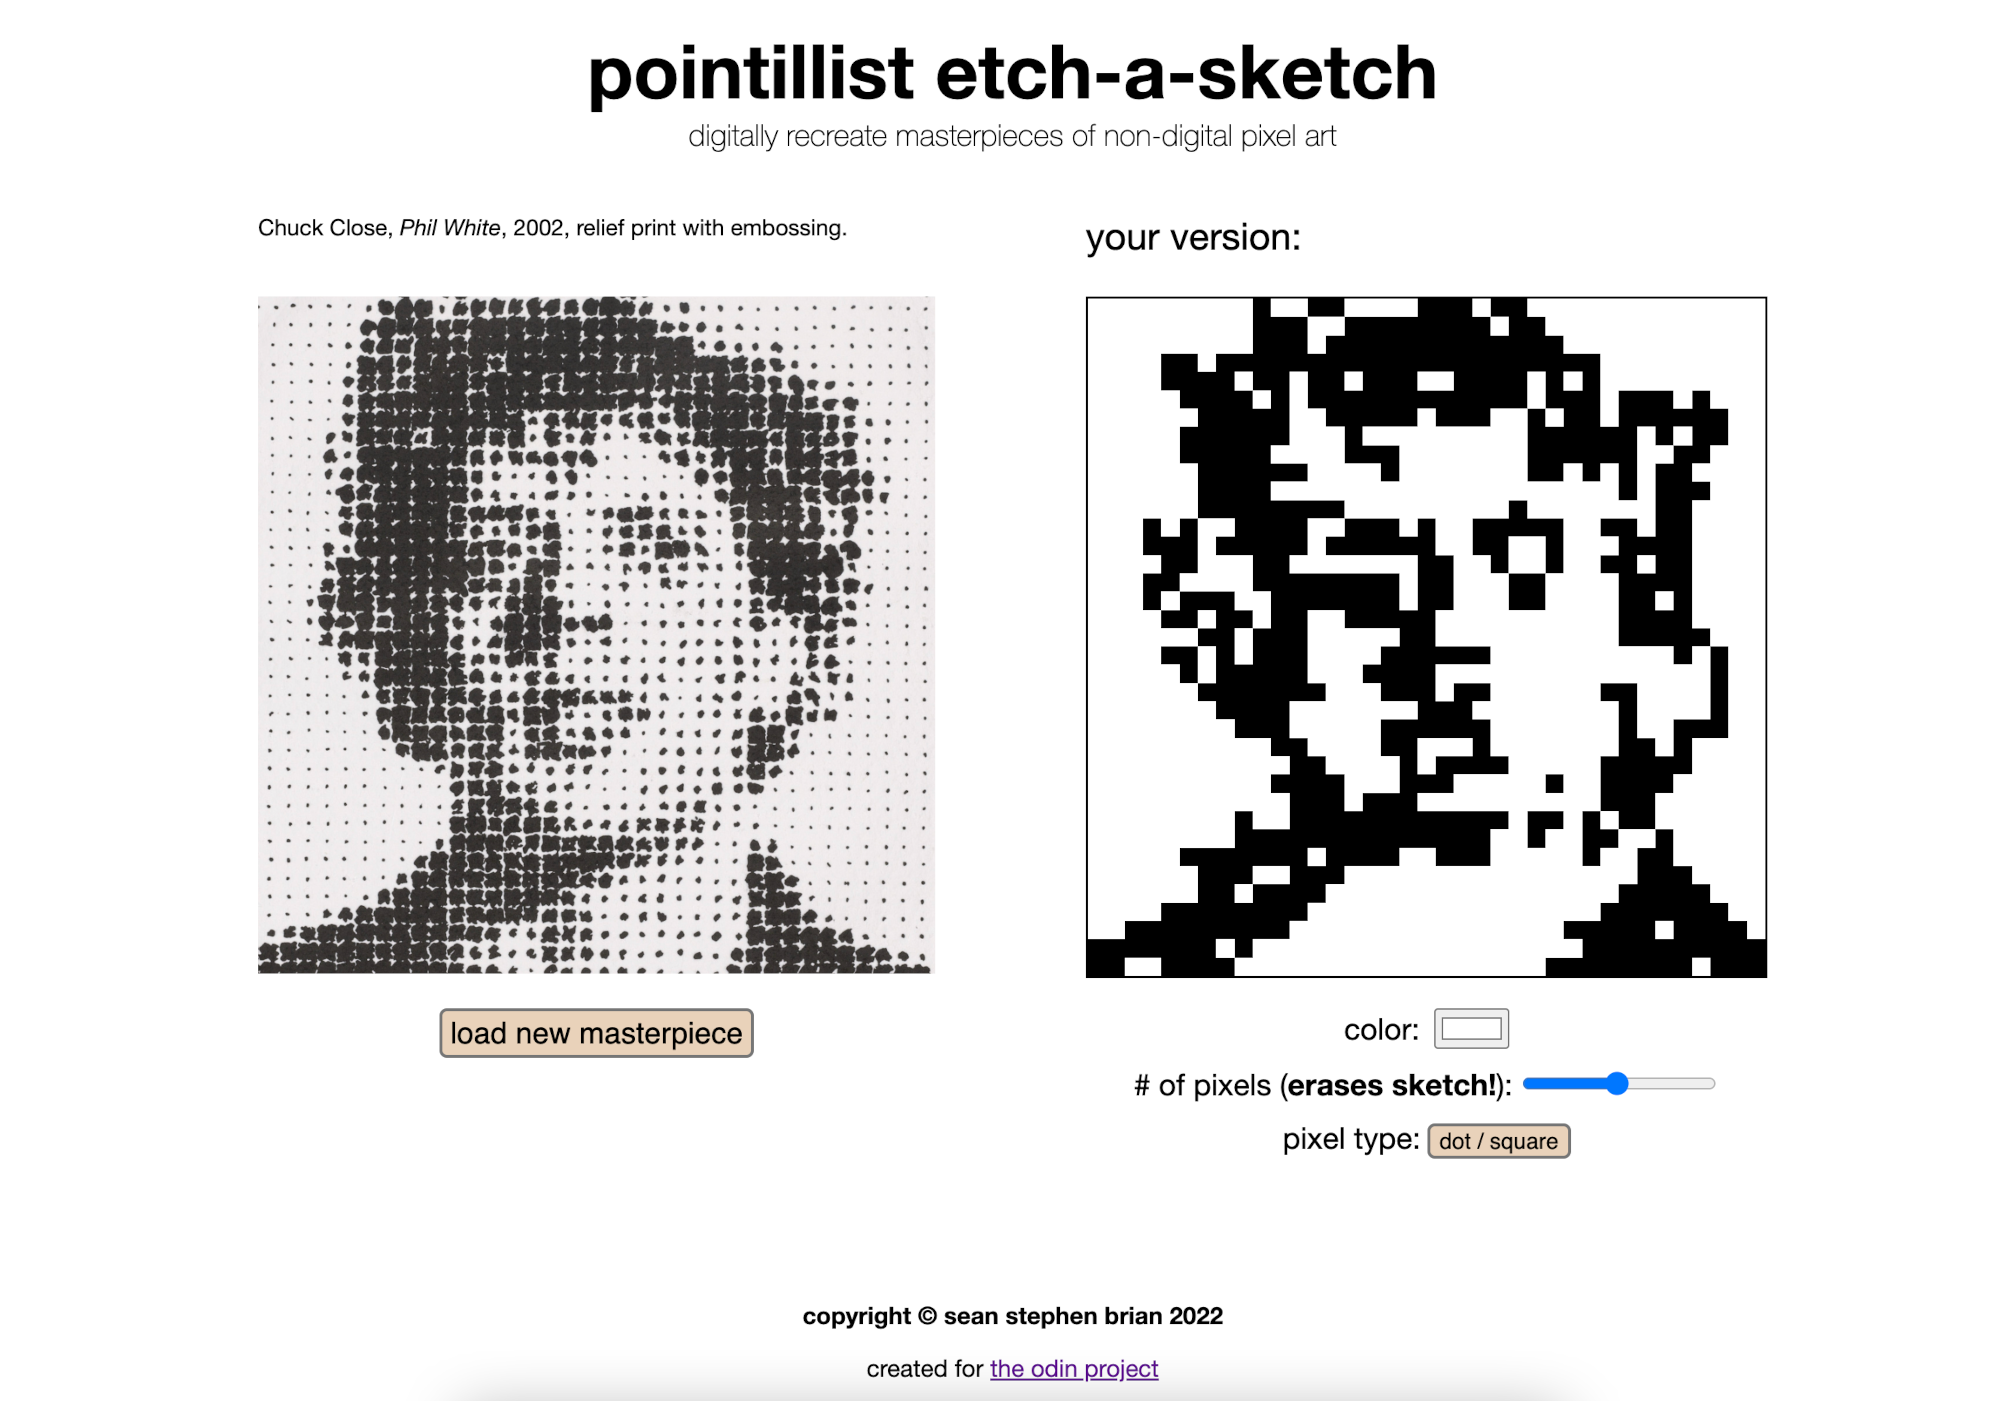 pointillist etch-a-sketch
digitally recreate masterpieces of non-digital pixel art
Chuck Close, Phil White, 2002, relief print with embossing.
your version:
load new masterpiece
color:
# of pixels (erases sketch!):
pixel type: dot / square
copyright © sean stephen brian 2022
created for the odin project